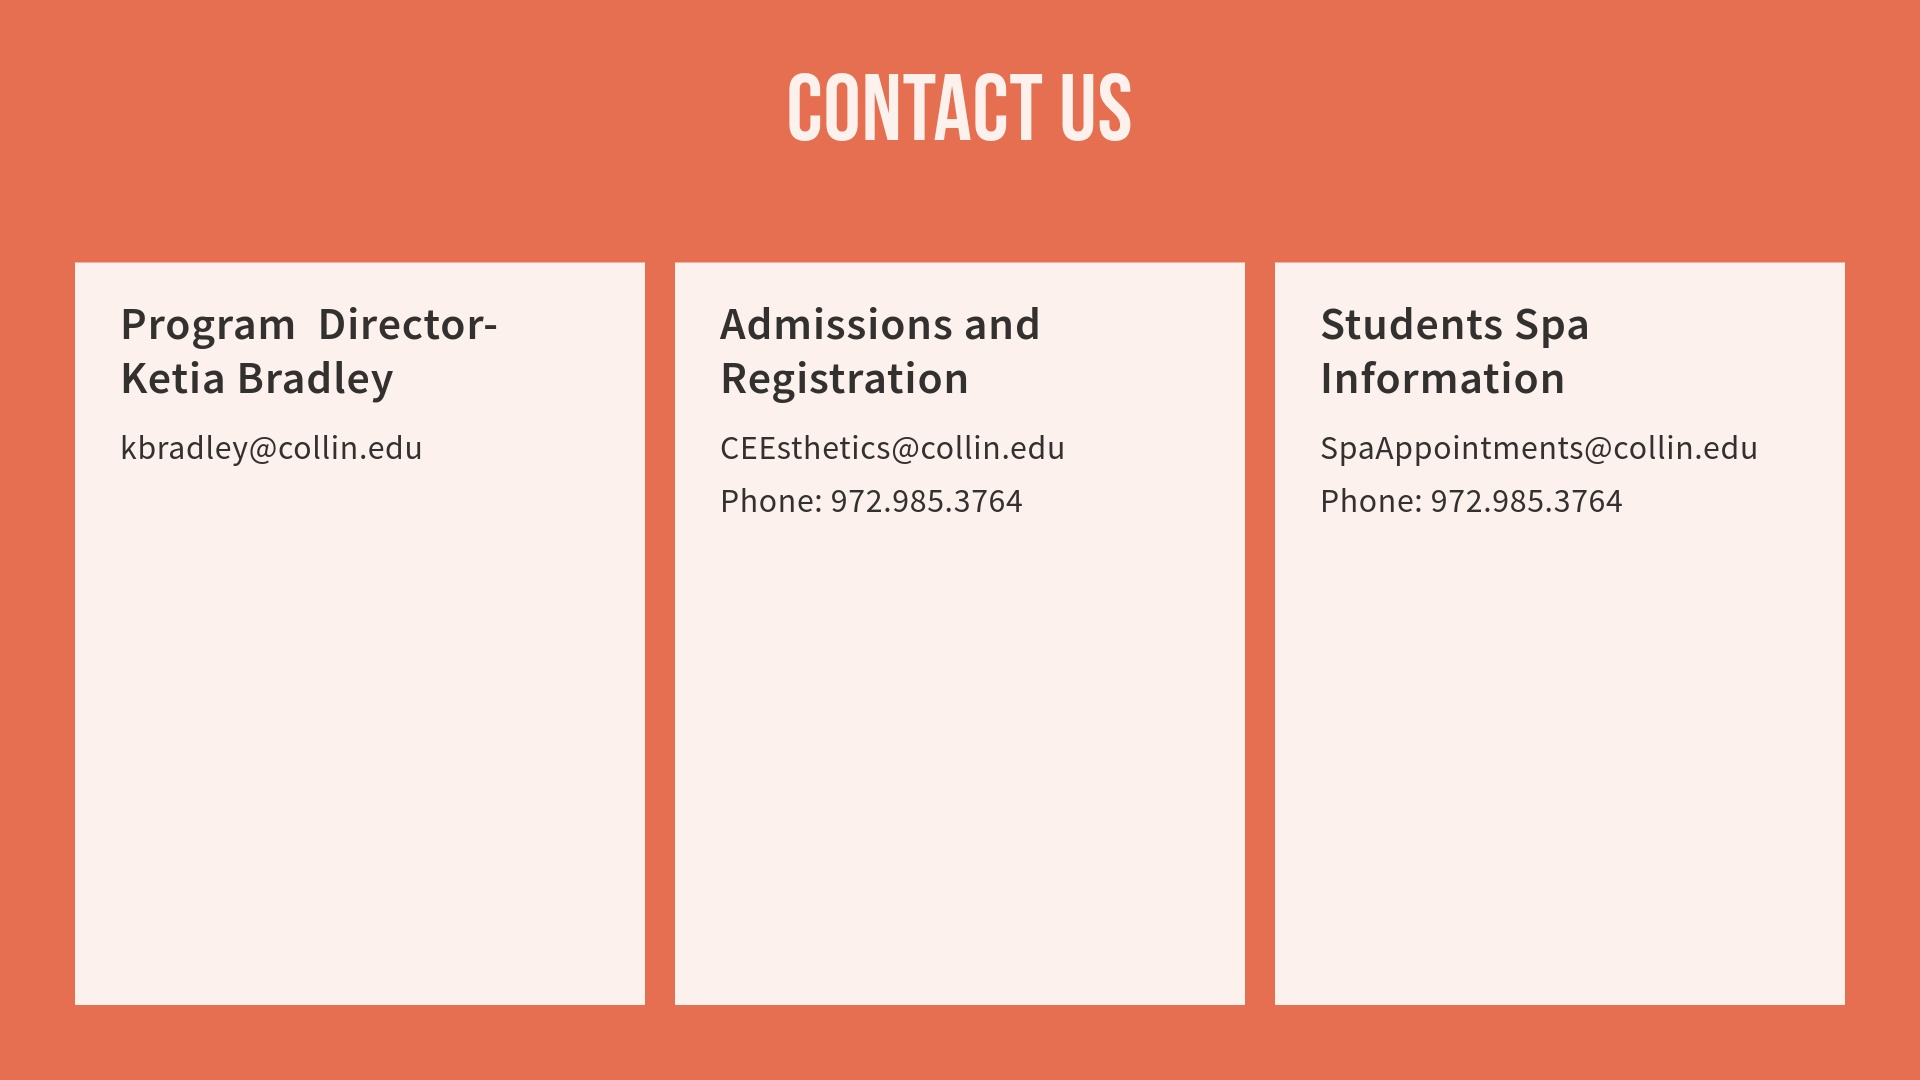 CONTACT US
Program  Director-
Ketia Bradley
kbradley@collin.edu
Admissions and
Registration
CEEsthetics@collin.edu
Phone: 972.985.3764
Students Spa
Information
SpaAppointments@collin.edu
Phone: 972.985.3764